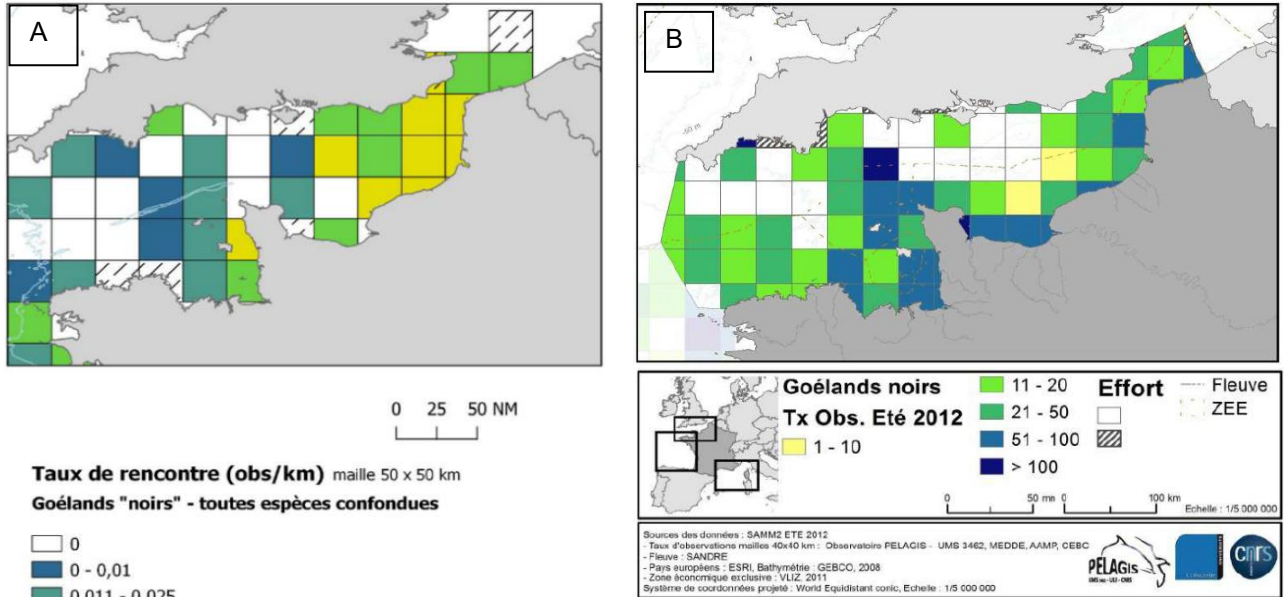 A
B
-50 m
0 25 50 NM
Taux de rencontre (obs/km) maille 50 x 50 km
Goélands "noirs" - toutes espèces confondues
0
0 - 0,01
0,011 - 0,025
Goélands noirs
Tx Obs. Eté 2012
1 - 10
11 - 20
21 - 50
51 - 100
> 100
Effort
Fleuve
ZEE
0 50 mn 0 100 km
Echelle : 1/5 000 000
Sources des données : SAMM2 ETE 2012
- Taux d'observations mailles 40x40 km : Observatoire PELAGIS - UMS 3462, MEDDE, AAMP, CEBC
- Fleuve : SANDRE
- Pays européens : ESRI, Bathymétrie : GEBCO, 2008
- Zone économique exclusive : VLIZ, 2011
Système de coordonnées projeté : World Equidistant conic, Echelle : 1/5 000 000
PELAGIS
cnrs